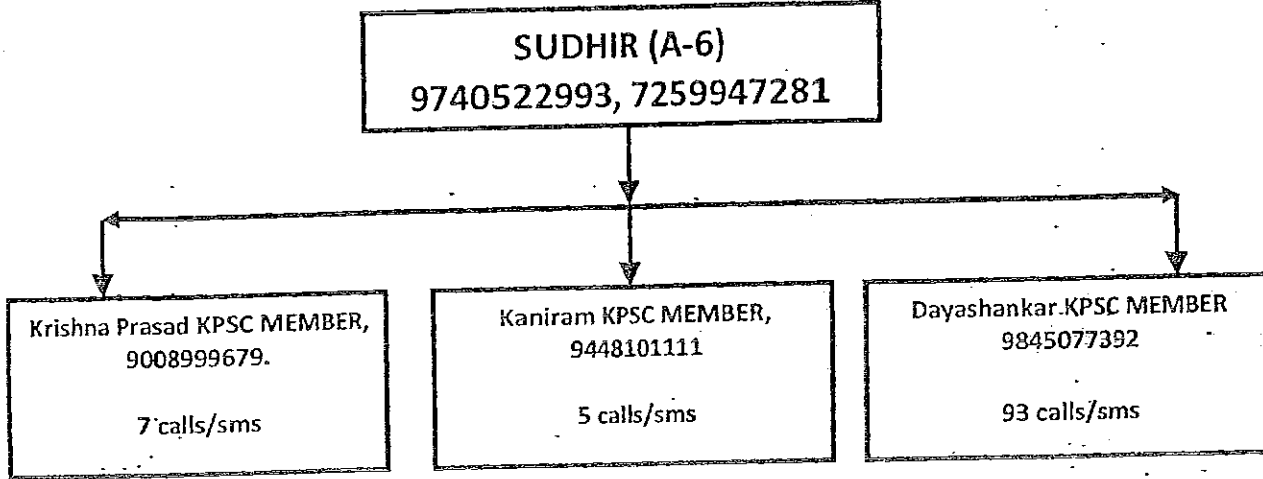 SUDHIR (A-6)
9740522993, 7259947281
Krishna Prasad KPSC MEMBER,
9008999679.
7 calls/sms
Kaniram KPSC MEMBER,
9448101111
5 calls/sms
Dayashankar.KPSC MEMBER
9845077392
93 calls/sms